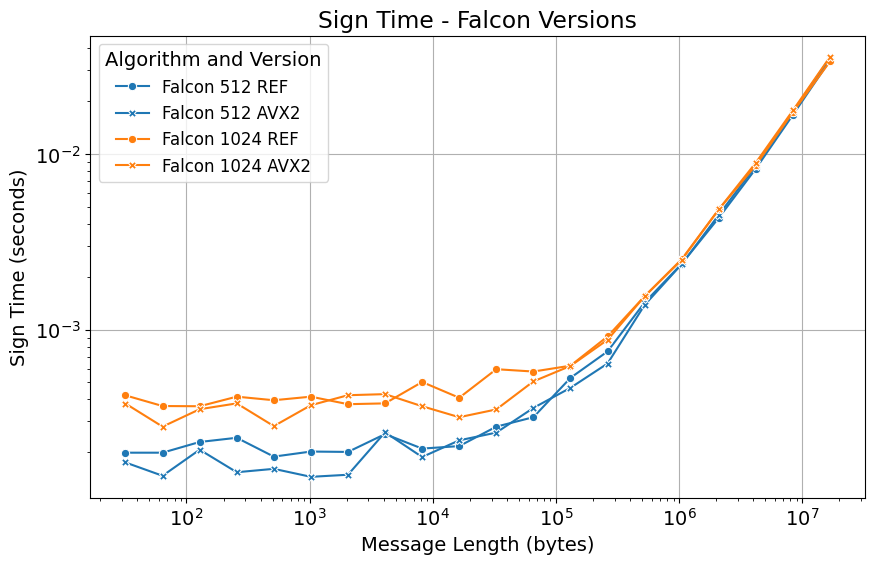 Sign Time - Falcon Versions
Algorithm and Version
Falcon 512 REF
Falcon 512 AVX2
Falcon 1024 REF
Falcon 1024 AVX2
Sign Time (seconds)
10⁻²
10⁻³
10² 10³ 10⁴ 10⁵ 10⁶ 10⁷
Message Length (bytes)